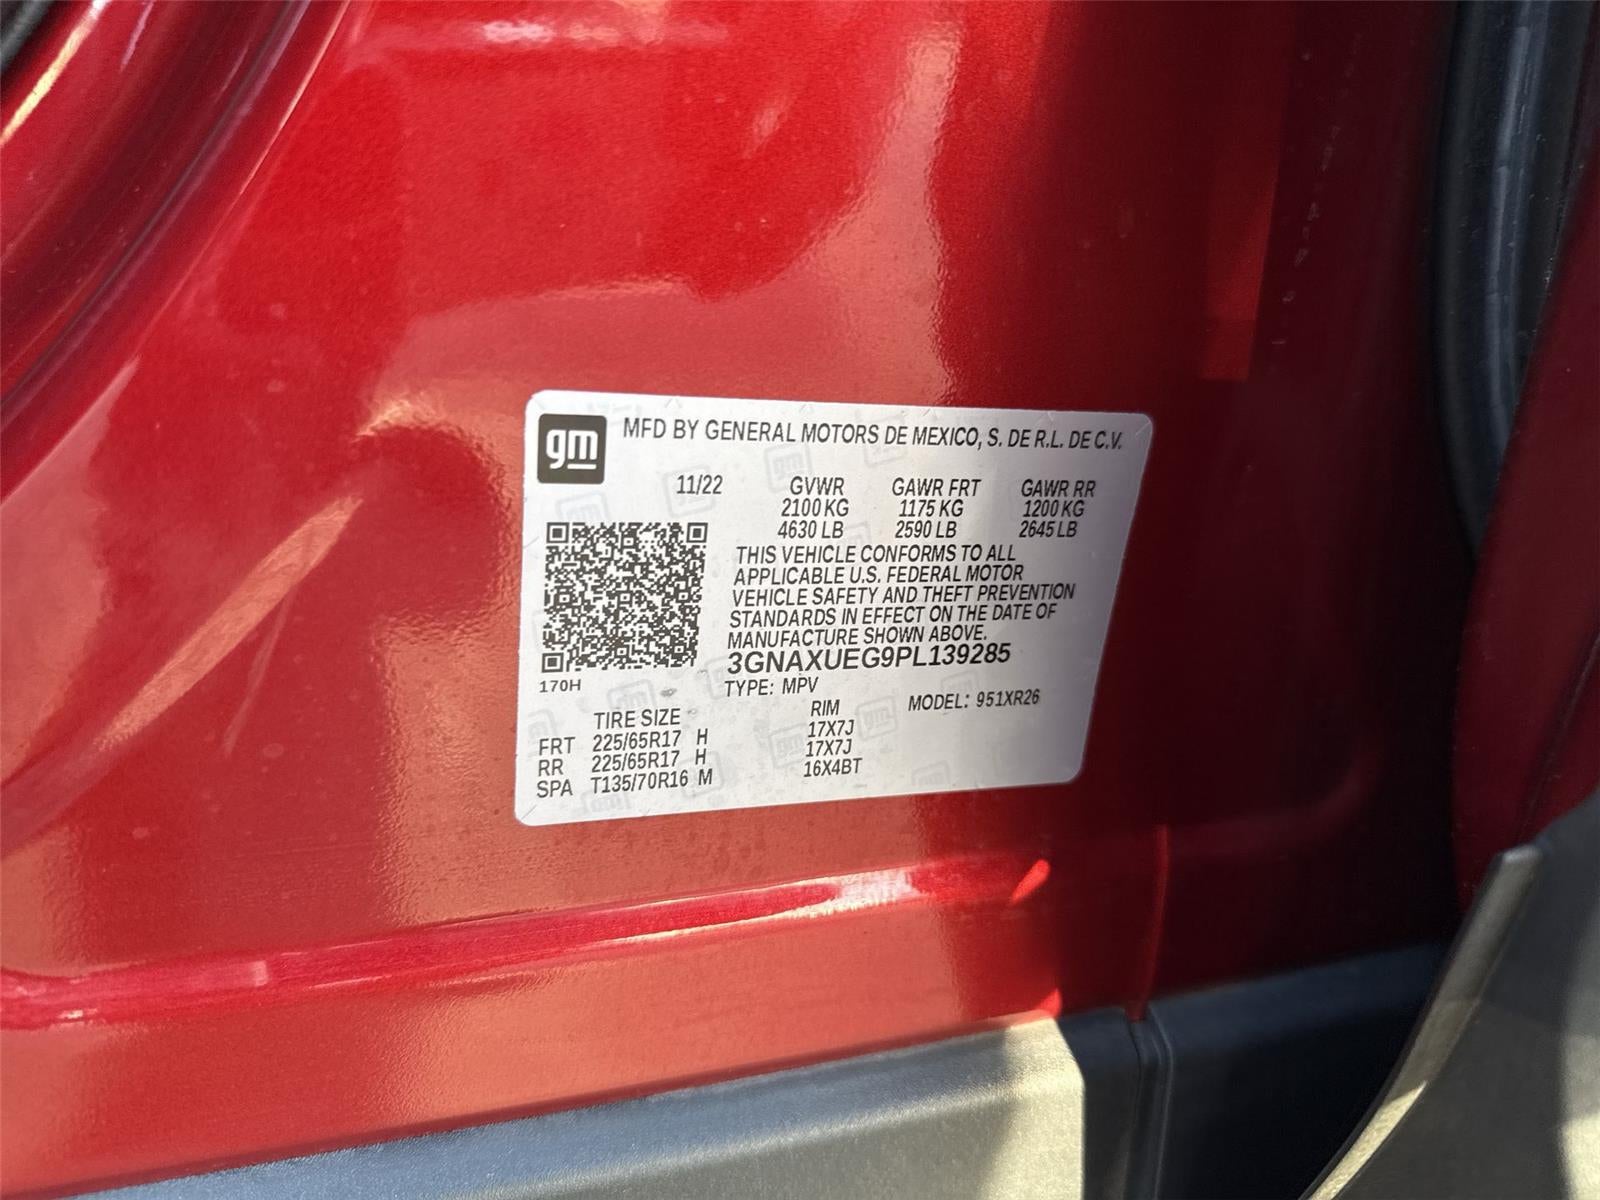 gm
MFD BY GENERAL MOTORS DE MEXICO, S. DE R.L. DE C.V.
11/22 GVWR GAWR FRT GAWR RR
2100 KG 1175 KG 1200 KG
4630 LB 2590 LB 2645 LB
THIS VEHICLE CONFORMS TO ALL
APPLICABLE U.S. FEDERAL MOTOR
VEHICLE SAFETY AND THEFT PREVENTION
STANDARDS IN EFFECT ON THE DATE OF
MANUFACTURE SHOWN ABOVE.
3GNAXUEG9PL139285
170H TYPE: MPV MODEL: 951XR26
TIRE SIZE RIM
FRT 225/65R17 H 17X7J
RR 225/65R17 H 17X7J
SPA T135/70R16 M 16X4BT